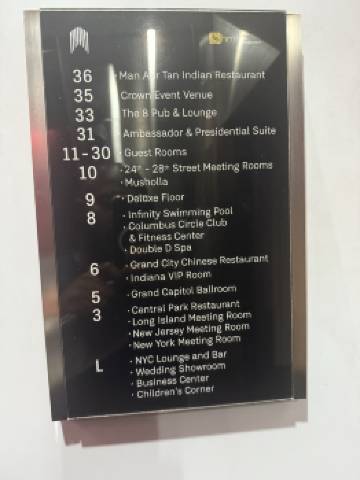 36 · Man Apr Tan Indian Restaurant
35 · Crown Event Venue
33 · The 8 Pub & Lounge
31 · Ambassador & Presidential Suite
11-30 · Guest Rooms
10 · 24th - 28th Street Meeting Rooms
· Musholla
9 · Deluxe Floor
8 · Infinity Swimming Pool
· Columbus Circle Club
& Fitness Center
· Double D Spa
6 · Grand City Chinese Restaurant
· Indiana VIP Room
5 · Grand Capitol Ballroom
3 · Central Park Restaurant
· Long Island Meeting Room
· New Jersey Meeting Room
· New York Meeting Room
L · NYC Lounge and Bar
· Wedding Showroom
· Business Center
· Children's Corner